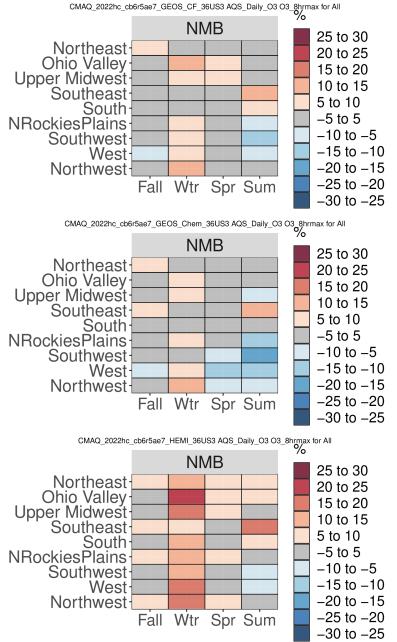 CMAQ_2022hc_cb6r5ae7_GEOS_CF_36US3 AQS_Daily_O3 O3_8hrmax for All
%
NMB
25 to 30
20 to 25
15 to 20
10 to 15
5 to 10
−5 to 5
−10 to −5
−15 to −10
−20 to −15
−25 to −20
−30 to −25
Northeast
Ohio Valley
Upper Midwest
Southeast
South
NRockiesPlains
Southwest
West
Northwest
Fall Wtr Spr Sum
CMAQ_2022hc_cb6r5ae7_GEOS_Chem_36US3 AQS_Daily_O3 O3_8hrmax for All
%
NMB
25 to 30
20 to 25
15 to 20
10 to 15
5 to 10
−5 to 5
−10 to −5
−15 to −10
−20 to −15
−25 to −20
−30 to −25
Northeast
Ohio Valley
Upper Midwest
Southeast
South
NRockiesPlains
Southwest
West
Northwest
Fall Wtr Spr Sum
CMAQ_2022hc_cb6r5ae7_HEMI_36US3 AQS_Daily_O3 O3_8hrmax for All
%
NMB
25 to 30
20 to 25
15 to 20
10 to 15
5 to 10
−5 to 5
−10 to −5
−15 to −10
−20 to −15
−25 to −20
−30 to −25
Northeast
Ohio Valley
Upper Midwest
Southeast
South
NRockiesPlains
Southwest
West
Northwest
Fall Wtr Spr Sum